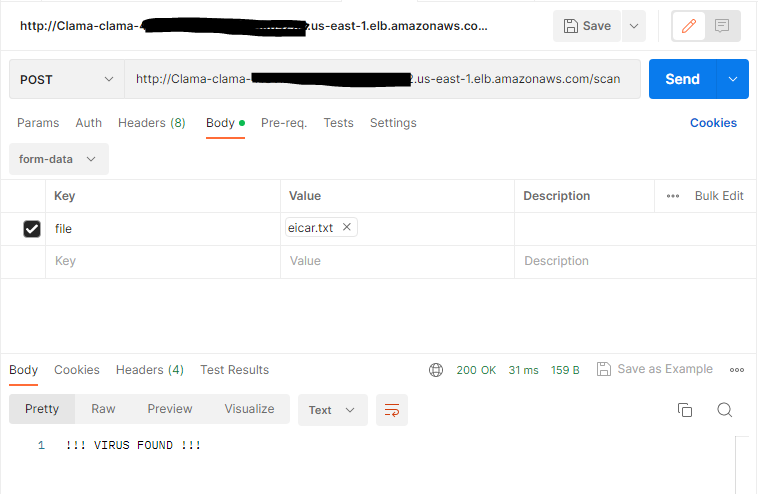 http://Clama-clama- .us-east-1.elb.amazonaws.co... Save
POST http://Clama-clama- .us-east-1.elb.amazonaws.com/scan Send
Params Auth Headers (8) Body Pre-req. Tests Settings Cookies
form-data
Key Value Description ••• Bulk Edit
file eicar.txt
Key Value Description
Body Cookies Headers (4) Test Results 200 OK 31 ms 159 B Save as Example
Pretty Raw Preview Visualize Text
1 !!! VIRUS FOUND !!!